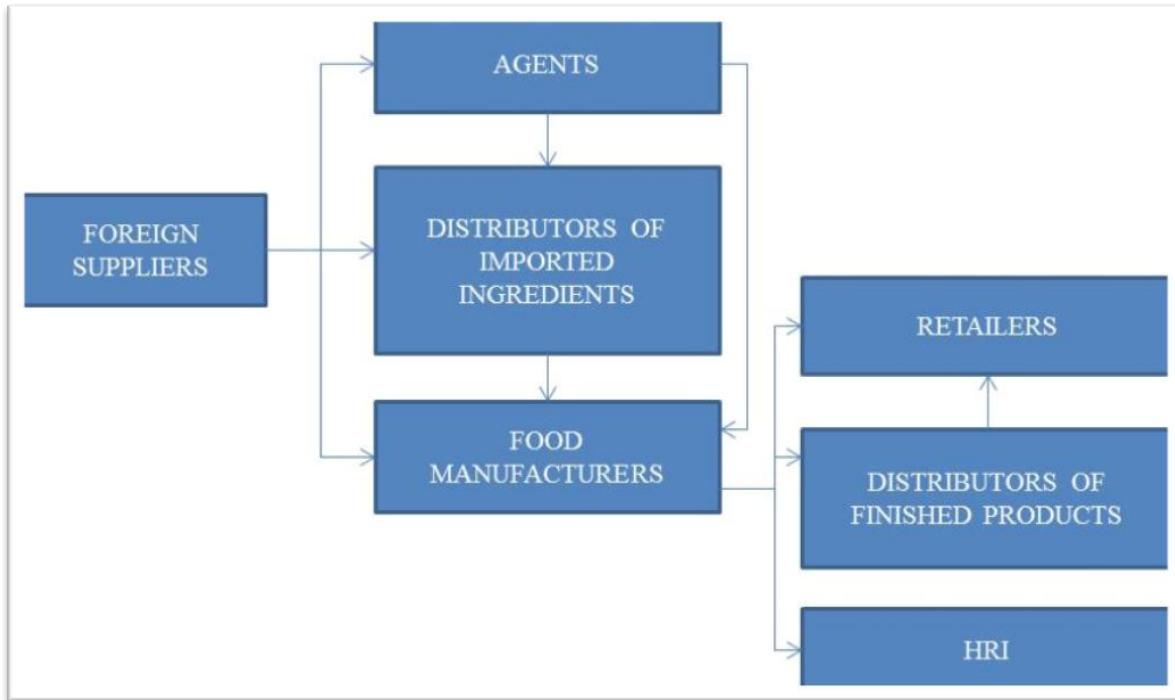 AGENTS
FOREIGN
SUPPLIERS
DISTRIBUTORS OF
IMPORTED
INGREDIENTS
FOOD
MANUFACTURERS
RETAILERS
DISTRIBUTORS OF
FINISHED PRODUCTS
HRI